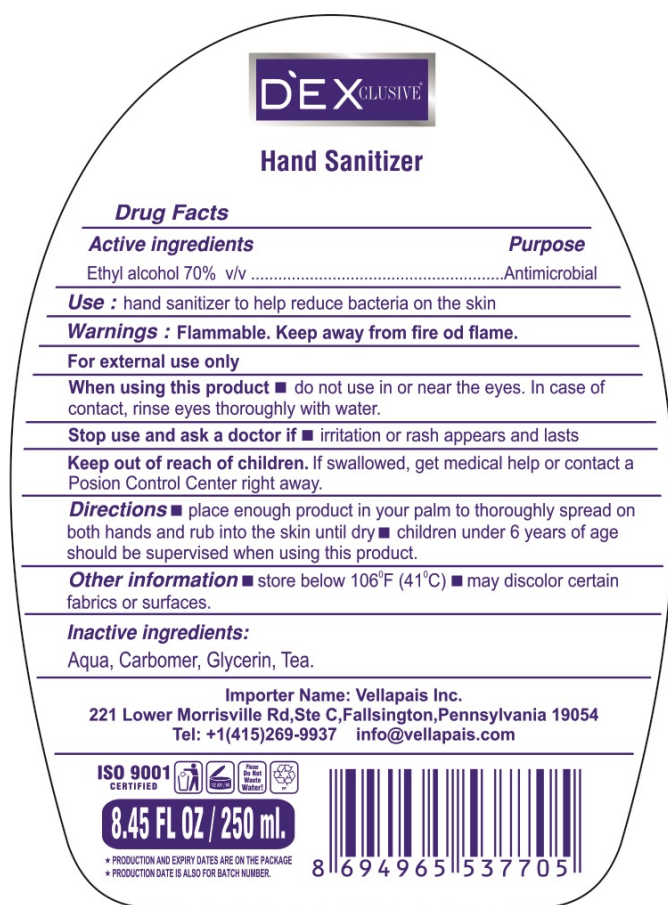 D'EXCLUSIVE®
Hand Sanitizer
Drug Facts
Active ingredients Purpose
Ethyl alcohol 70% v/v ........................................................Antimicrobial
Use : hand sanitizer to help reduce bacteria on the skin
Warnings : Flammable. Keep away from fire od flame.
For external use only
When using this product ■ do not use in or near the eyes. In case of
contact, rinse eyes thoroughly with water.
Stop use and ask a doctor if ■ irritation or rash appears and lasts
Keep out of reach of children. If swallowed, get medical help or contact a
Posion Control Center right away.
Directions ■ place enough product in your palm to thoroughly spread on
both hands and rub into the skin until dry ■ children under 6 years of age
should be supervised when using this product.
Other information ■ store below 106⁰F (41⁰C) ■ may discolor certain
fabrics or surfaces.
Inactive ingredients:
Aqua, Carbomer, Glycerin, Tea.
Importer Name: Vellapais Inc.
221 Lower Morrisville Rd,Ste C,Fallsington,Pennsylvania 19054
Tel: +1(415)269-9937 info@vellapais.com
ISO 9001
CERTIFIED
Please
Do Not
Waste
Water!
PP
8.45 FL OZ / 250 ml.
★ PRODUCTION AND EXPIRY DATES ARE ON THE PACKAGE
★ PRODUCTION DATE IS ALSO FOR BATCH NUMBER.
8 694965 537705